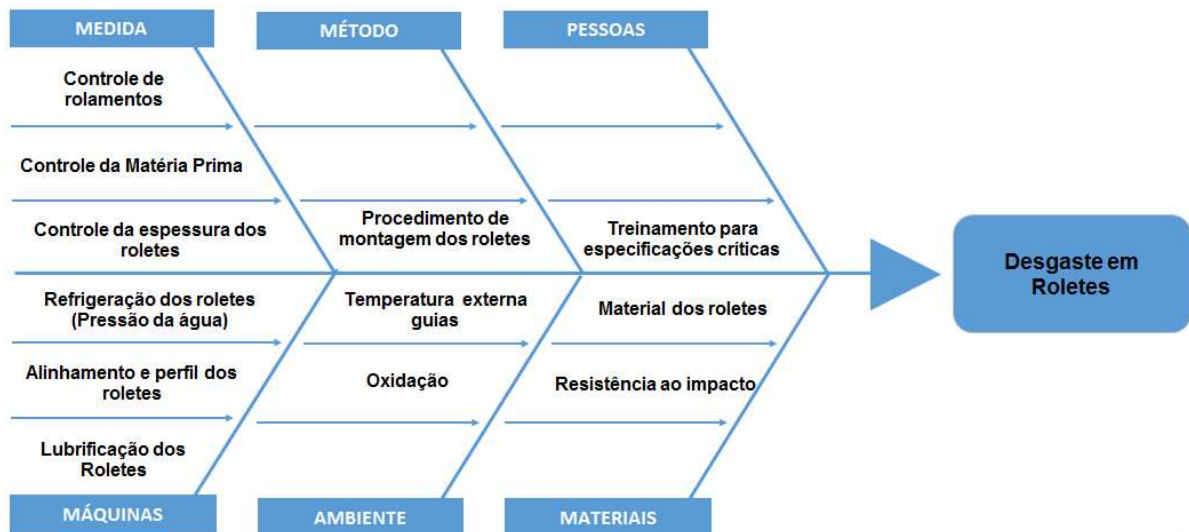 MEDIDA
MÉTODO
PESSOAS
Controle de
rolamentos
Controle da Matéria Prima
Controle da espessura dos
roletes
Procedimento de
montagem dos roletes
Treinamento para
especificações críticas
Desgaste em
Roletes
Refrigeração dos roletes
(Pressão da água)
Temperatura externa
guias
Material dos roletes
Alinhamento e perfil dos
roletes
Oxidação
Resistência ao impacto
Lubrificação dos
Roletes
MÁQUINAS
AMBIENTE
MATERIAIS